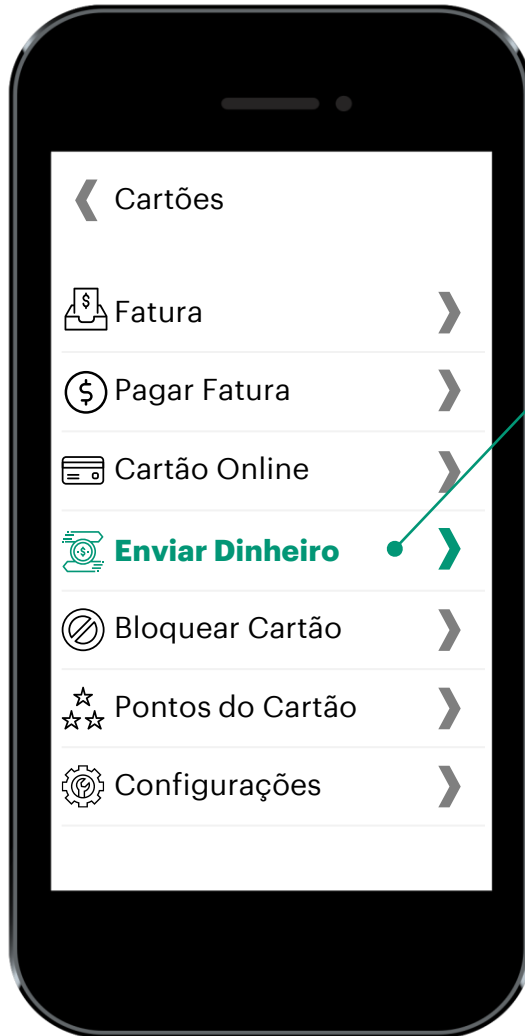 Cartões
Fatura
Pagar Fatura
Cartão Online
Enviar Dinheiro
Bloquear Cartão
Pontos do Cartão
Configurações